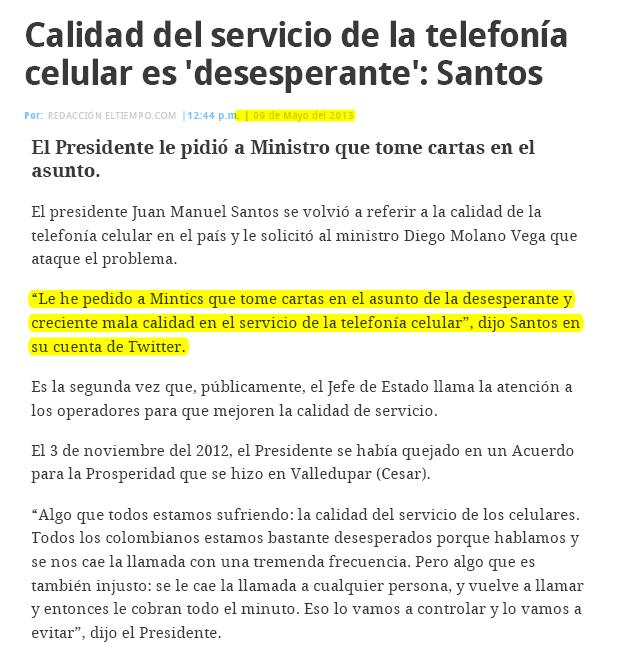 Calidad del servicio de la telefonía
celular es 'desesperante': Santos
Por: REDACCIÓN ELTIEMPO.COM |12:44 p.m. | 09 de Mayo del 2013
El Presidente le pidió a Ministro que tome cartas en el
asunto.
El presidente Juan Manuel Santos se volvió a referir a la calidad de la
telefonía celular en el país y le solicitó al ministro Diego Molano Vega que
ataque el problema.
“Le he pedido a Mintics que tome cartas en el asunto de la desesperante y
creciente mala calidad en el servicio de la telefonía celular”, dijo Santos en
su cuenta de Twitter.
Es la segunda vez que, públicamente, el Jefe de Estado llama la atención a
los operadores para que mejoren la calidad de servicio.
El 3 de noviembre del 2012, el Presidente se había quejado en un Acuerdo
para la Prosperidad que se hizo en Valledupar (Cesar).
“Algo que todos estamos sufriendo: la calidad del servicio de los celulares.
Todos los colombianos estamos bastante desesperados porque hablamos y
se nos cae la llamada con una tremenda frecuencia. Pero algo que es
también injusto: se le cae la llamada a cualquier persona, y vuelve a llamar
y entonces le cobran todo el minuto. Eso lo vamos a controlar y lo vamos a
evitar”, dijo el Presidente.